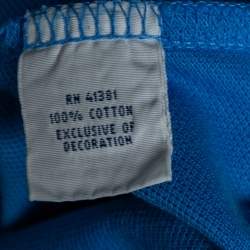 RN 41381
100% COTTON
EXCLUSIVE OF
DECORATION